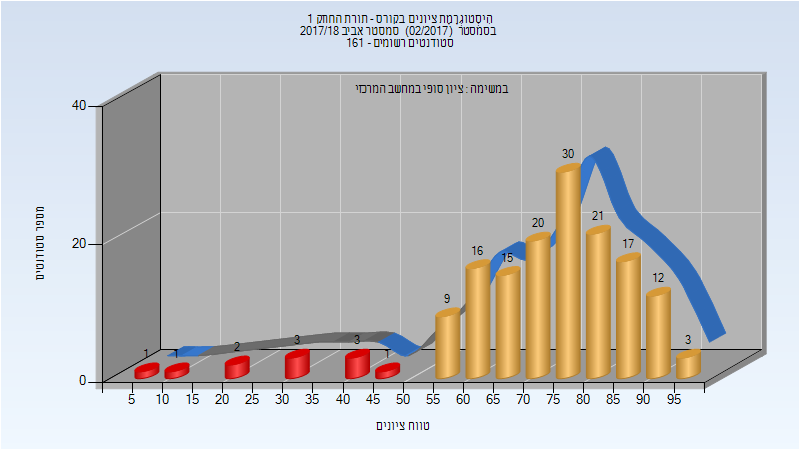 היסטוגרמת ציונים בקורס - תורת החוזק 1
בסמסטר (02/2017) סמסטר אביב 2017/18
סטודנטים רשומים - 161
במשימה : ציון סופי במחשב המרכזי
מספר סטודנטים
40
20
0
1 1 2 3 3 1 9 16 15 20 30 21 17 12 3
5 10 15 20 25 30 35 40 45 50 55 60 65 70 75 80 85 90 95
טווח ציונים